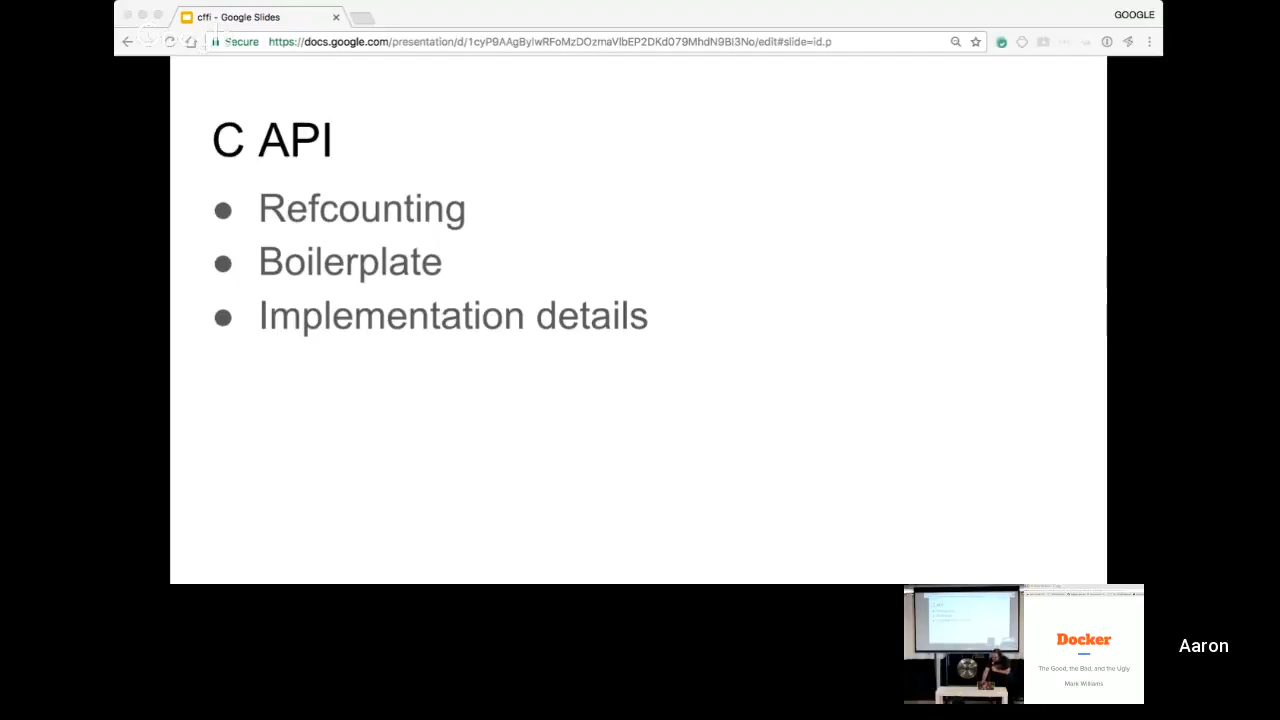 cffi - Google Slides
GOOGLE
Secure
https://docs.google.com/presentation/d/1cyP9AAgBylwRFoMzDOzmaVlbEP2DKd079MhdN9BI3No/edit#slide=id.p
C API
● Refcounting
● Boilerplate
● Implementation details
Docker
The Good, the Bad, and the Ugly
Mark Williams
Aaron